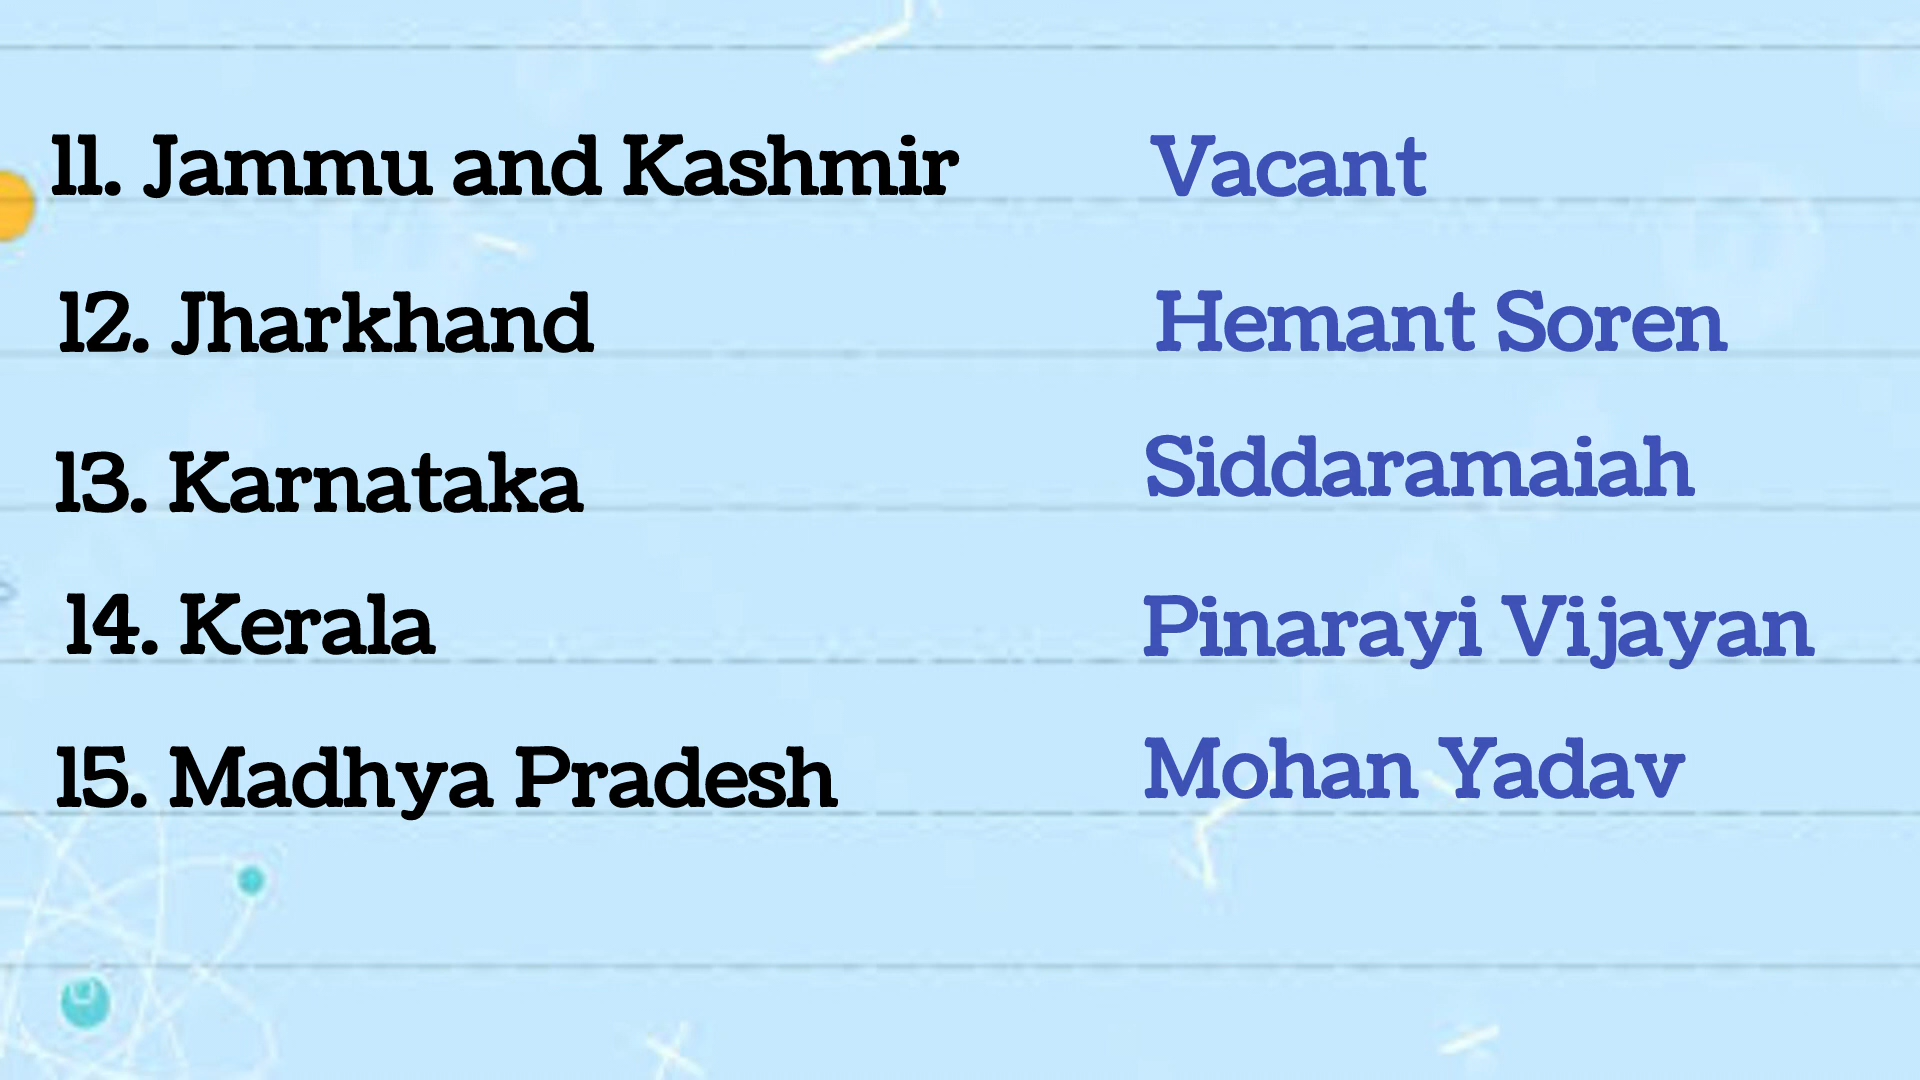 11. Jammu and Kashmir Vacant
12. Jharkhand Hemant Soren
13. Karnataka Siddaramaiah
14. Kerala Pinarayi Vijayan
15. Madhya Pradesh Mohan Yadav